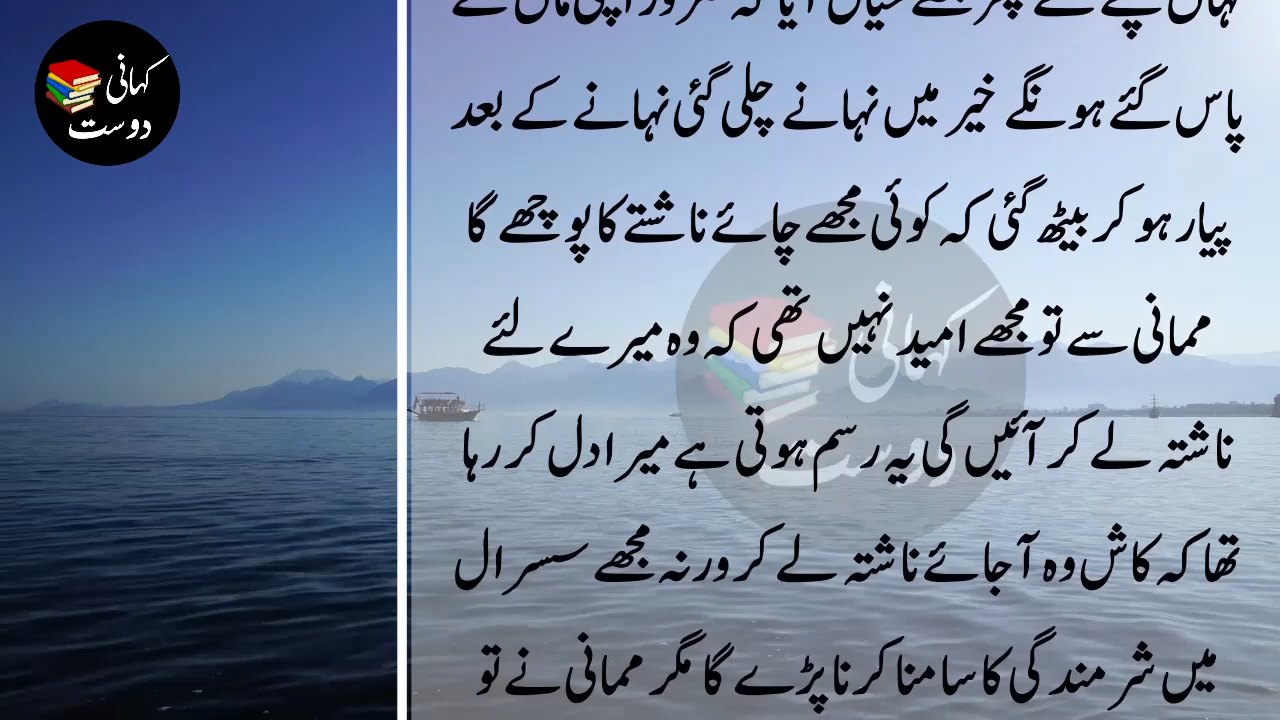 کہانی
دوست
پاس گئے ہونگے خیر میں نہانے چلی گئی نہانے کے بعد
پیار ہو کر بیٹھ گئی کہ کوئی مجھے چائے ناشتے کا پوچھے گا
ممانی سے تو مجھے امید نہیں تھی کہ وہ میرے لئے
ناشتہ لے کر آئیں گی یہ رسم ہوتی ہے میرا دل کر رہا
تھا کہ کاش وہ آ جائے ناشتہ لے کر ورنہ مجھے سسرال
میں شرمندگی کا سامنا کرنا پڑے گا مگر ممانی نے تو